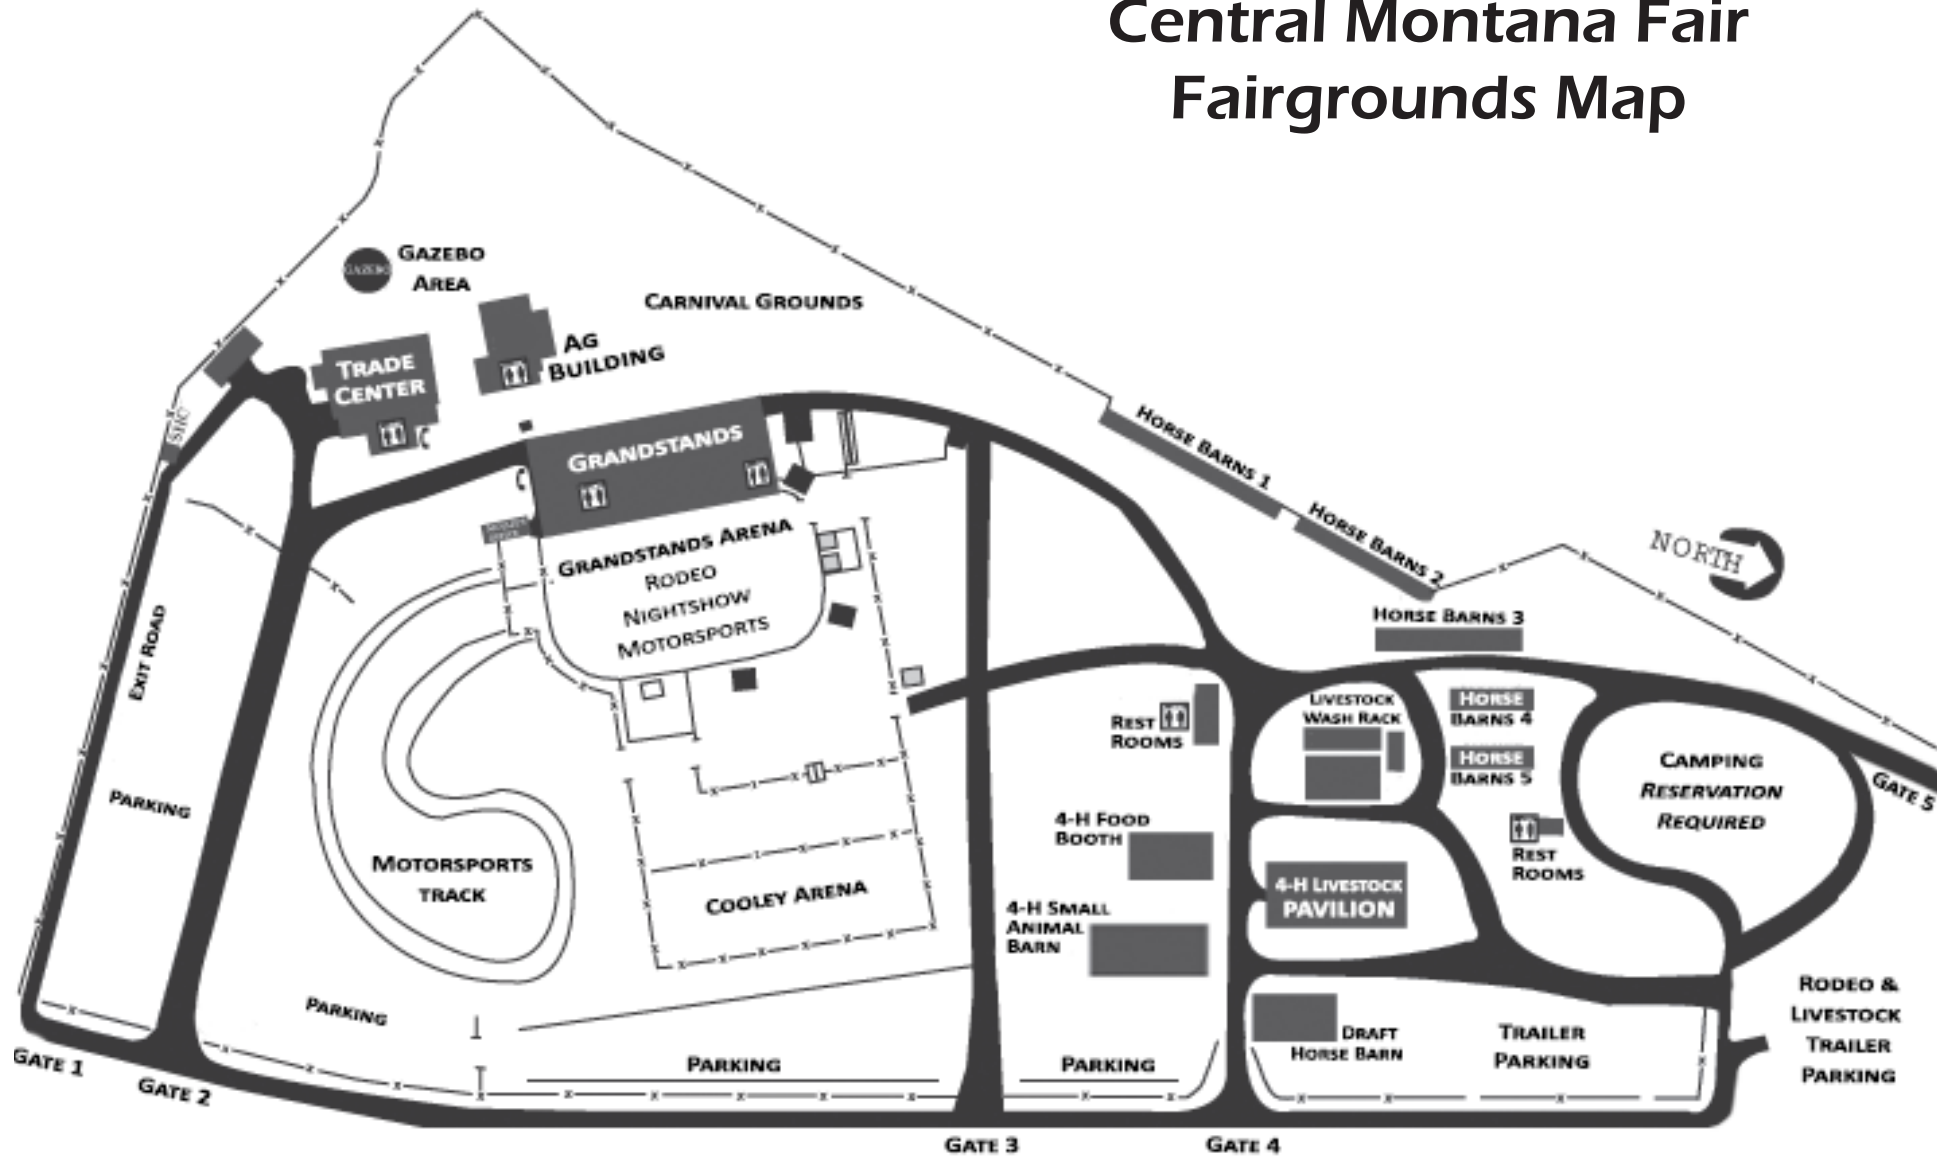 Central Montana Fair
Fairgrounds Map
GAZEBO
AREA
GAZEBO
CARNIVAL GROUNDS
AG
BUILDING
TRADE
CENTER
GRANDSTANDS
HORSE BARNS 1
HORSE BARNS 2
NORTH
GRANDSTANDS ARENA
RODEO
NIGHTSHOW
MOTORSPORTS
HORSE BARNS 3
EXIT ROAD
LIVESTOCK
WASH RACK
HORSE
BARNS 4
REST
ROOMS
HORSE
BARNS 5
CAMPING
RESERVATION
REQUIRED
GATE 5
PARKING
4-H FOOD
BOOTH
MOTORSPORTS
TRACK
REST
ROOMS
COOLEY ARENA
4-H LIVESTOCK
PAVILION
4-H SMALL
ANIMAL
BARN
PARKING
RODEO &
LIVESTOCK
TRAILER
PARKING
DRAFT
HORSE BARN
TRAILER
PARKING
PARKING
PARKING
GATE 1
GATE 2
GATE 3
GATE 4